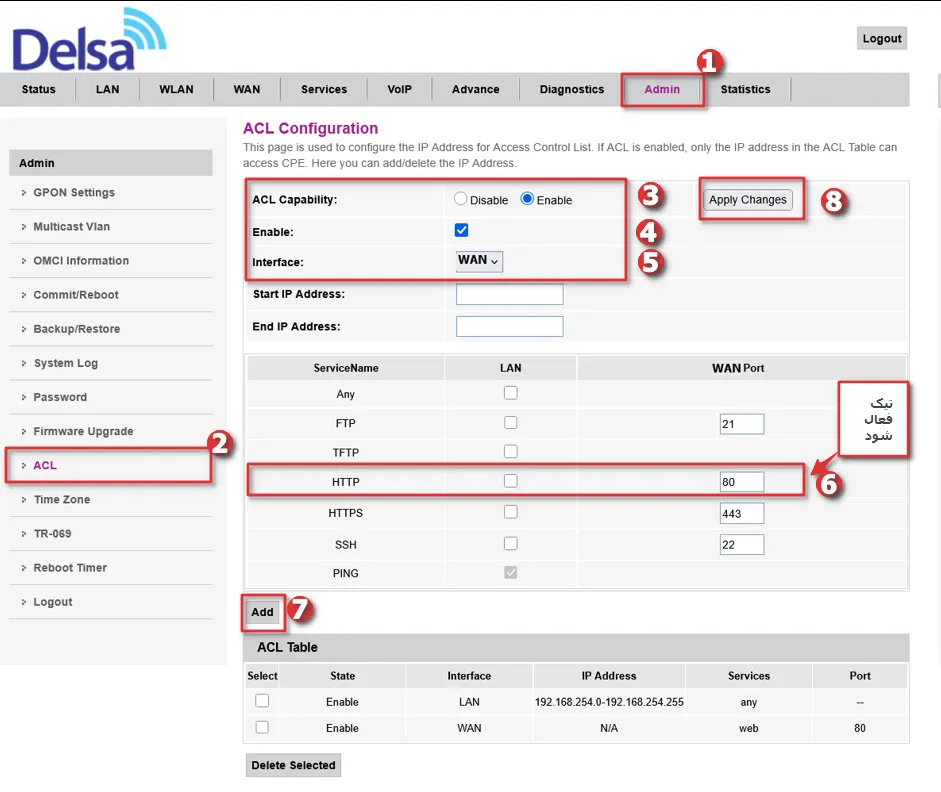 Delsa
Logout
1
Status LAN WLAN WAN Services VoIP Advance Diagnostics Admin Statistics
ACL Configuration
This page is used to configure the IP Address for Access Control List. If ACL is enabled, only the IP address in the ACL Table can
access CPE. Here you can add/delete the IP Address.
Admin
GPON Settings
Multicast Vlan
OMCI Information
Commit/Reboot
Backup/Restore
System Log
Password
Firmware Upgrade
2
ACL
Time Zone
TR-069
Reboot Timer
Logout
ACL Capability: Disable Enable 3 Apply Changes 8
Enable: 4
Interface: WAN 5
Start IP Address:
End IP Address:
ServiceName LAN WAN Port
Any
FTP 21
TFTP
HTTP 80
HTTPS 443
SSH 22
PING
تیک
فعال
شود
6
Add 7
ACL Table
Select State Interface IP Address Services Port
Enable LAN 192.168.254.0-192.168.254.255 any --
Enable WAN N/A web 80
Delete Selected